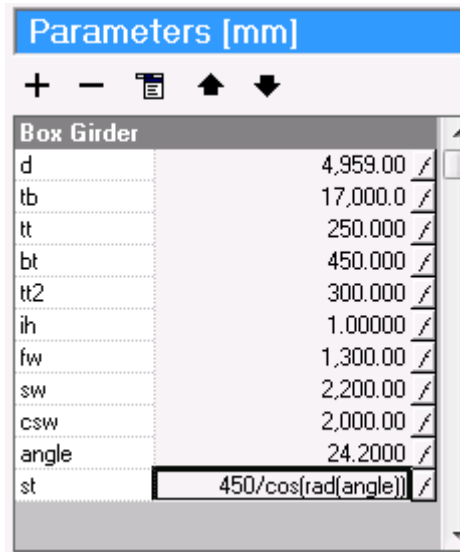 Parameters [mm]
Box Girder
d 4,959.00 f
tb 17,000.0 f
tt 250.000 f
bt 450.000 f
tt2 300.000 f
ih 1.00000 f
fw 1,300.00 f
sw 2,200.00 f
csw 2,000.00 f
angle 24.2000 f
st 450/cos(rad(angle)) f